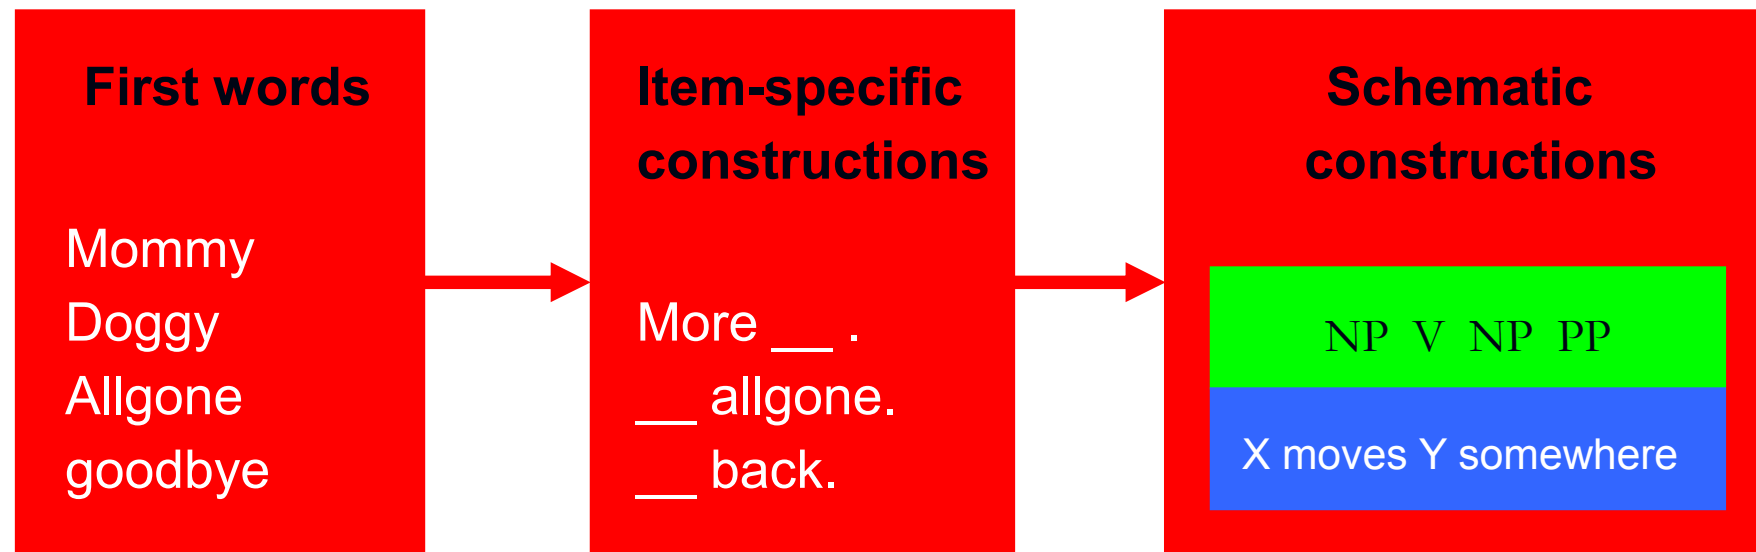 First words
Mommy
Doggy
Allgone
goodbye
Item-specific
constructions
More __ .
__ allgone.
__ back.
Schematic
constructions
NP V NP PP
X moves Y somewhere